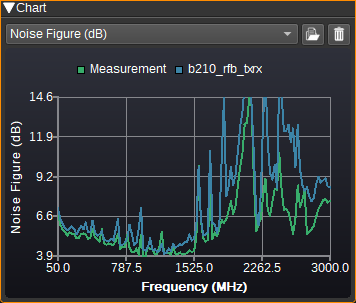 ▼Chart
Noise Figure (dB)
Measurement b210_rfb_txrx
Noise Figure (dB)
14.6
11.9
9.2
6.6
3.9
50.0 787.5 1525.0 2262.5 3000.0
Frequency (MHz)